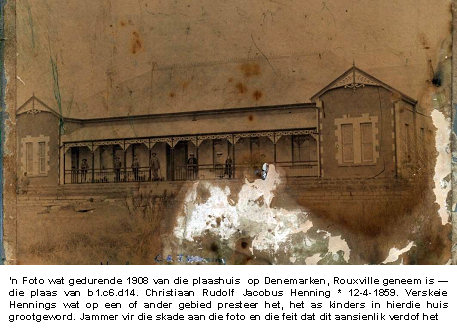 'n Foto wat gedurende 1908 van die plaashuis op Denemarken, Rouxville geneem is —
die plaas van b1.c6.d14. Christiaan Rudolf Jacobus Henning * 12-4-1859. Verskeie
Hennings wat op een of ander gebied presteer het, het as kinders in hierdie huis
grootgeword. Jammer vir die skade aan die foto en die feit dat dit aansienlik verdof het